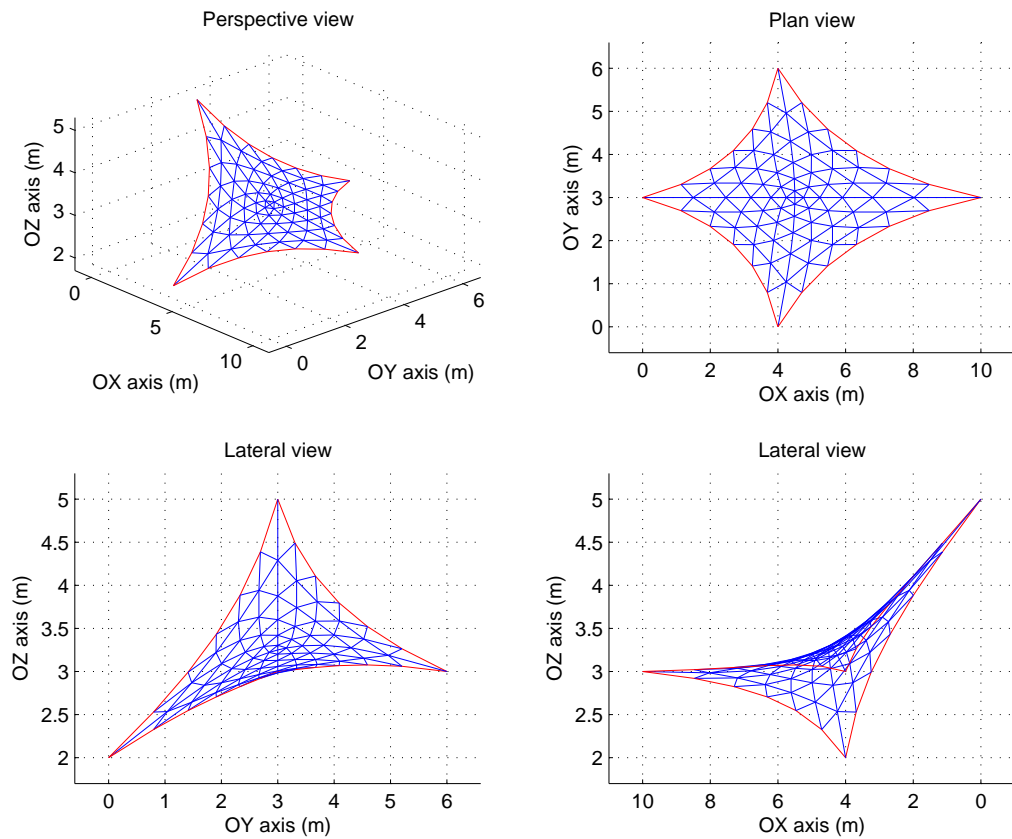 Perspective view
5
4
3
2
OZ axis (m)
0
5
10
OX axis (m)
0
2
4
6
OY axis (m)
Plan view
6
5
4
3
2
1
0
OY axis (m)
0 2 4 6 8 10
OX axis (m)
Lateral view
5
4.5
4
3.5
3
2.5
2
OZ axis (m)
0 1 2 3 4 5 6
OY axis (m)
Lateral view
5
4.5
4
3.5
3
2.5
2
OZ axis (m)
10 8 6 4 2 0
OX axis (m)